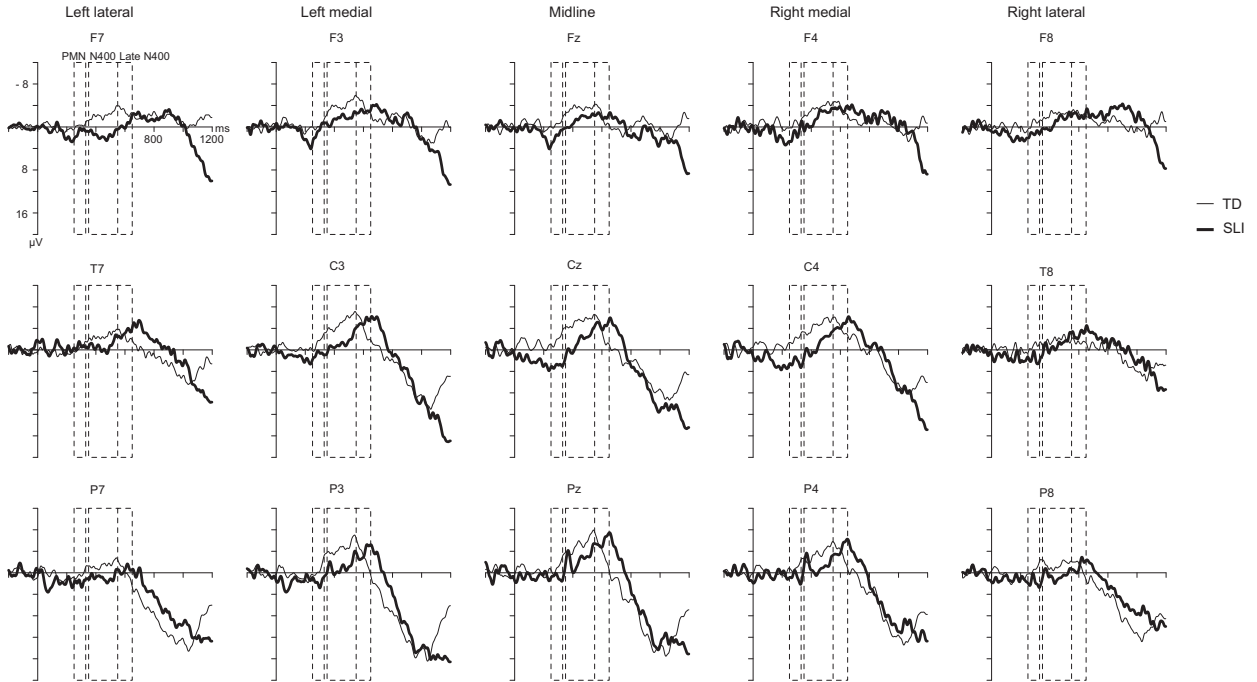 Left lateral Left medial Midline Right medial Right lateral
F7 F3 Fz F4 F8
PMN N400 Late N400
- 8
ms
800 1200
8
16
µV
TD
SLI
T7 C3 Cz C4 T8
P7 P3 Pz P4 P8